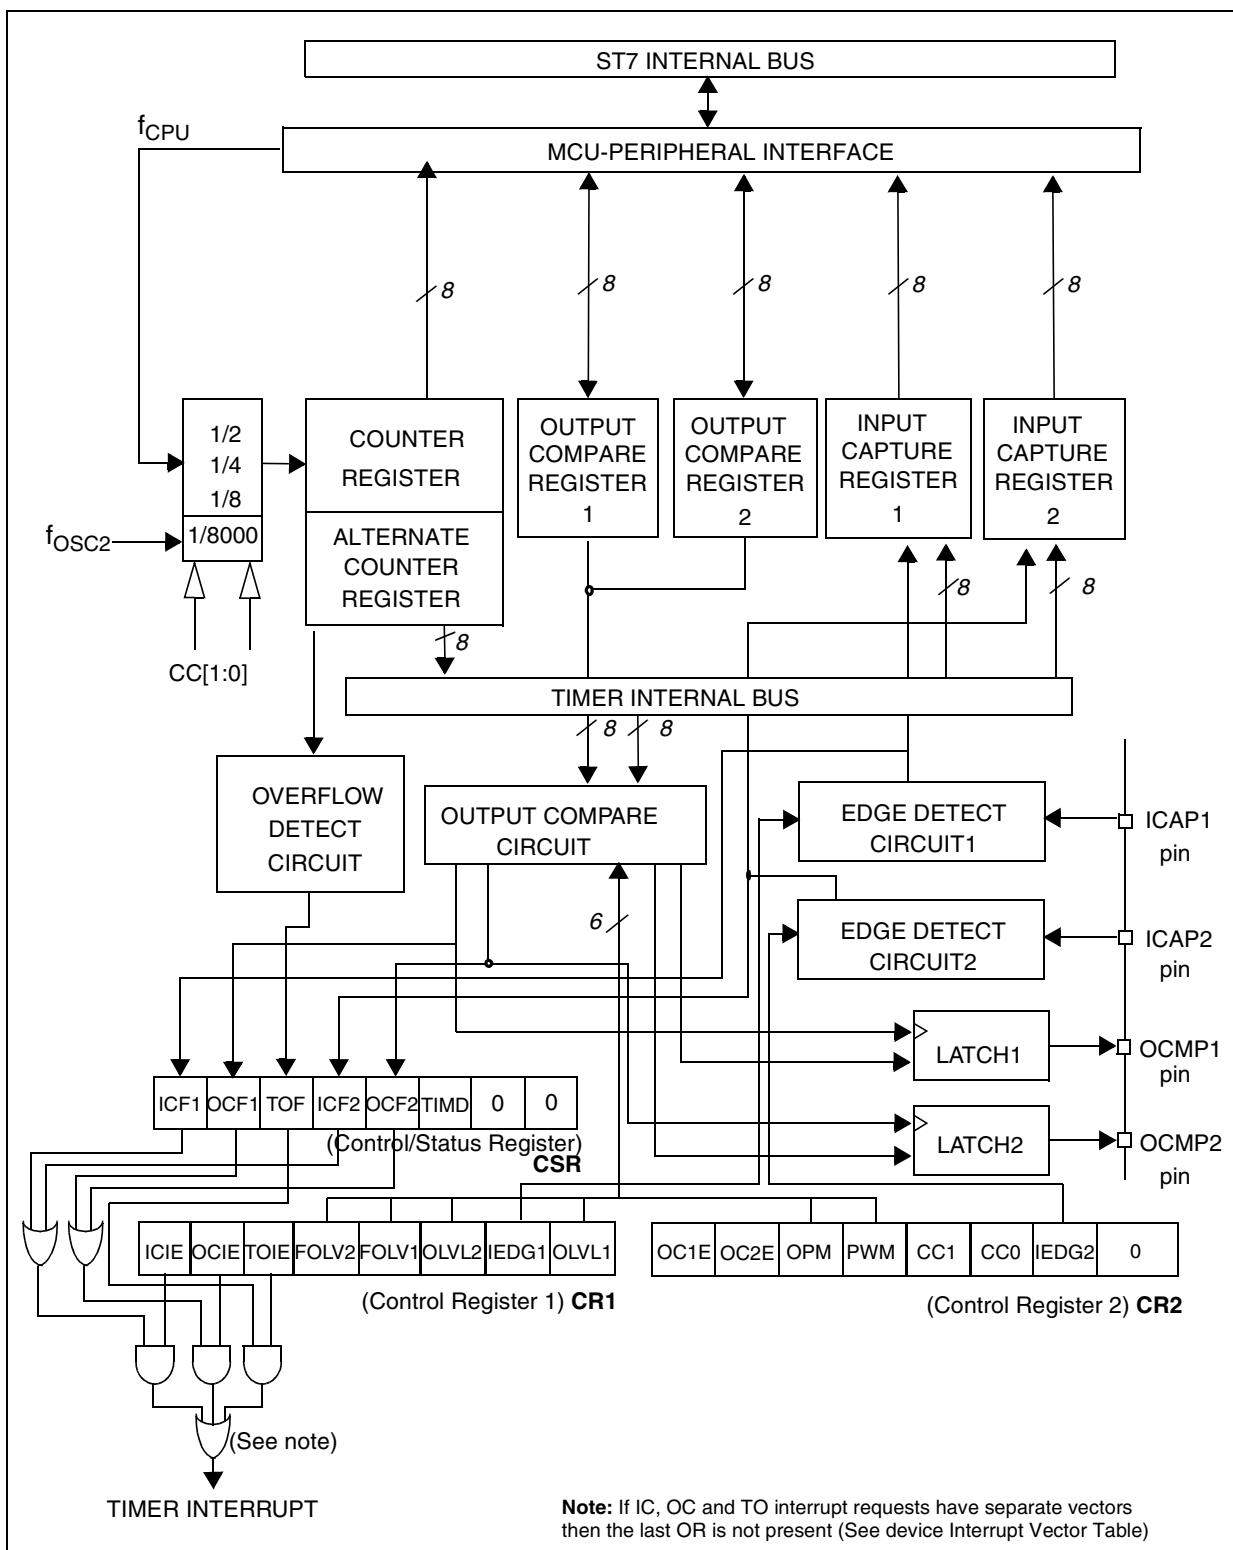 ST7 INTERNAL BUS
fCPU
MCU-PERIPHERAL INTERFACE
8
8
8
8
8
1/2
1/4
1/8
1/8000
fOSC2
CC[1:0]
COUNTER
REGISTER
ALTERNATE
COUNTER
REGISTER
OUTPUT
COMPARE
REGISTER
1
OUTPUT
COMPARE
REGISTER
2
INPUT
CAPTURE
REGISTER
1
INPUT
CAPTURE
REGISTER
2
8
8
8
TIMER INTERNAL BUS
8
8
OVERFLOW
DETECT
CIRCUIT
OUTPUT COMPARE
CIRCUIT
6
EDGE DETECT
CIRCUIT1
ICAP1
pin
EDGE DETECT
CIRCUIT2
ICAP2
pin
LATCH1
OCMP1
pin
LATCH2
OCMP2
pin
ICF1 OCF1 TOF ICF2 OCF2 TIMD 0 0
(Control/Status Register)
CSR
ICIE OCIE TOIE FOLV2 FOLV1 OLVL2 IEDG1 OLVL1
(Control Register 1) CR1
OC1E OC2E OPM PWM CC1 CC0 IEDG2 0
(Control Register 2) CR2
(See note)
TIMER INTERRUPT
Note: If IC, OC and TO interrupt requests have separate vectors
then the last OR is not present (See device Interrupt Vector Table)